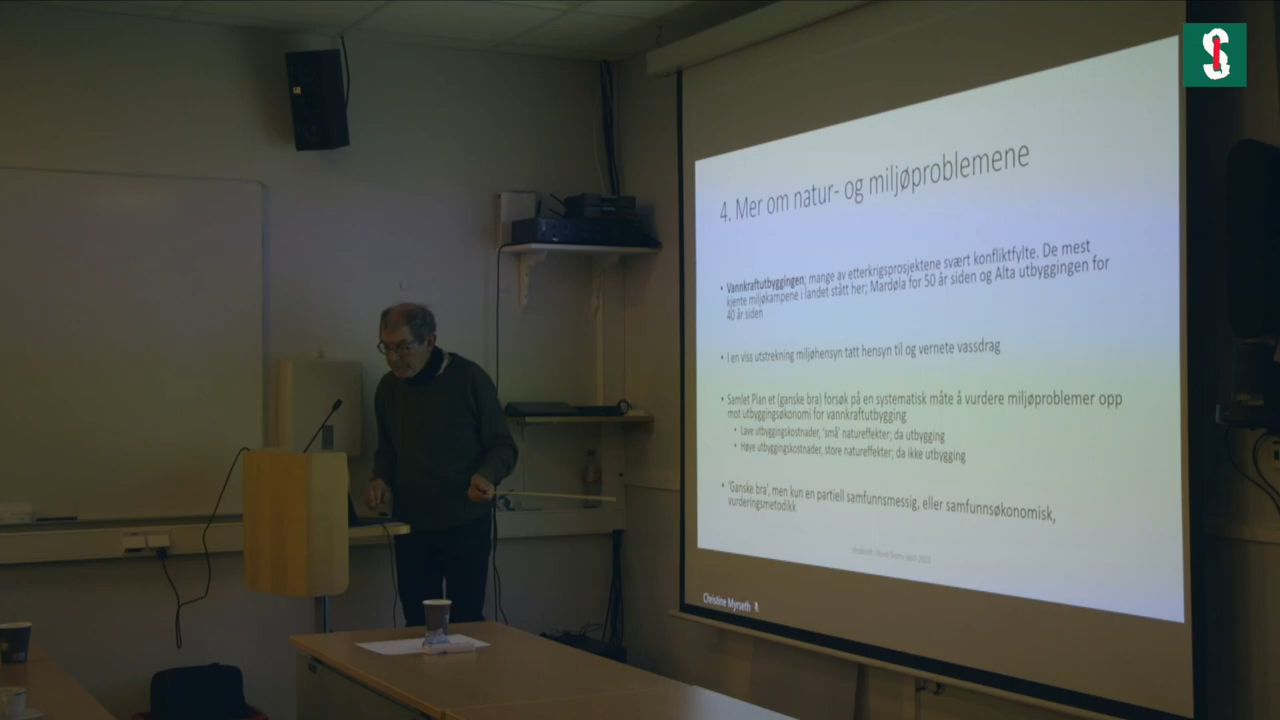 4. Mer om natur- og miljøproblemene
• Vannkraftutbyggingen; mange av etterkrigsprosjektene svært konfliktfylte. De mest
kjente miljøkampene i landet stått her; Mardøla for 50 år siden og Alta utbyggingen for
40 år siden
• I en viss utstrekning miljøhensyn tatt hensyn til og vernete vassdrag
• Samlet Plan et (ganske bra) forsøk på en systematisk måte å vurdere miljøproblemer opp
mot utbyggingsøkonomi for vannkraftutbygging
• Lave utbyggingskostnader, 'små' natureffekter; da utbygging
• Høye utbyggingskostnader, store natureffekter; da ikke utbygging
• 'Ganske bra', men kun en partiell samfunnsmessig, eller samfunnsøkonomisk,
vurderingsmetodikk
2023
Christine Myrseth